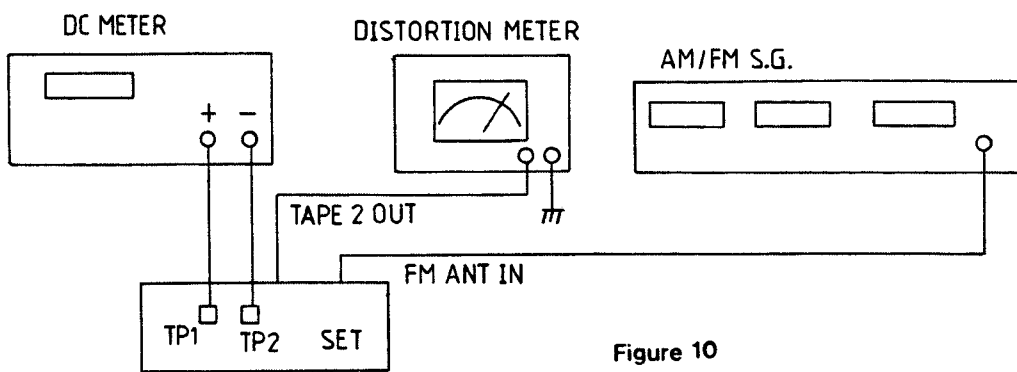 DC METER
DISTORTION METER
AM/FM S.G.
+ −
TAPE 2 OUT
FM ANT IN
TP1 TP2 SET
Figure 10